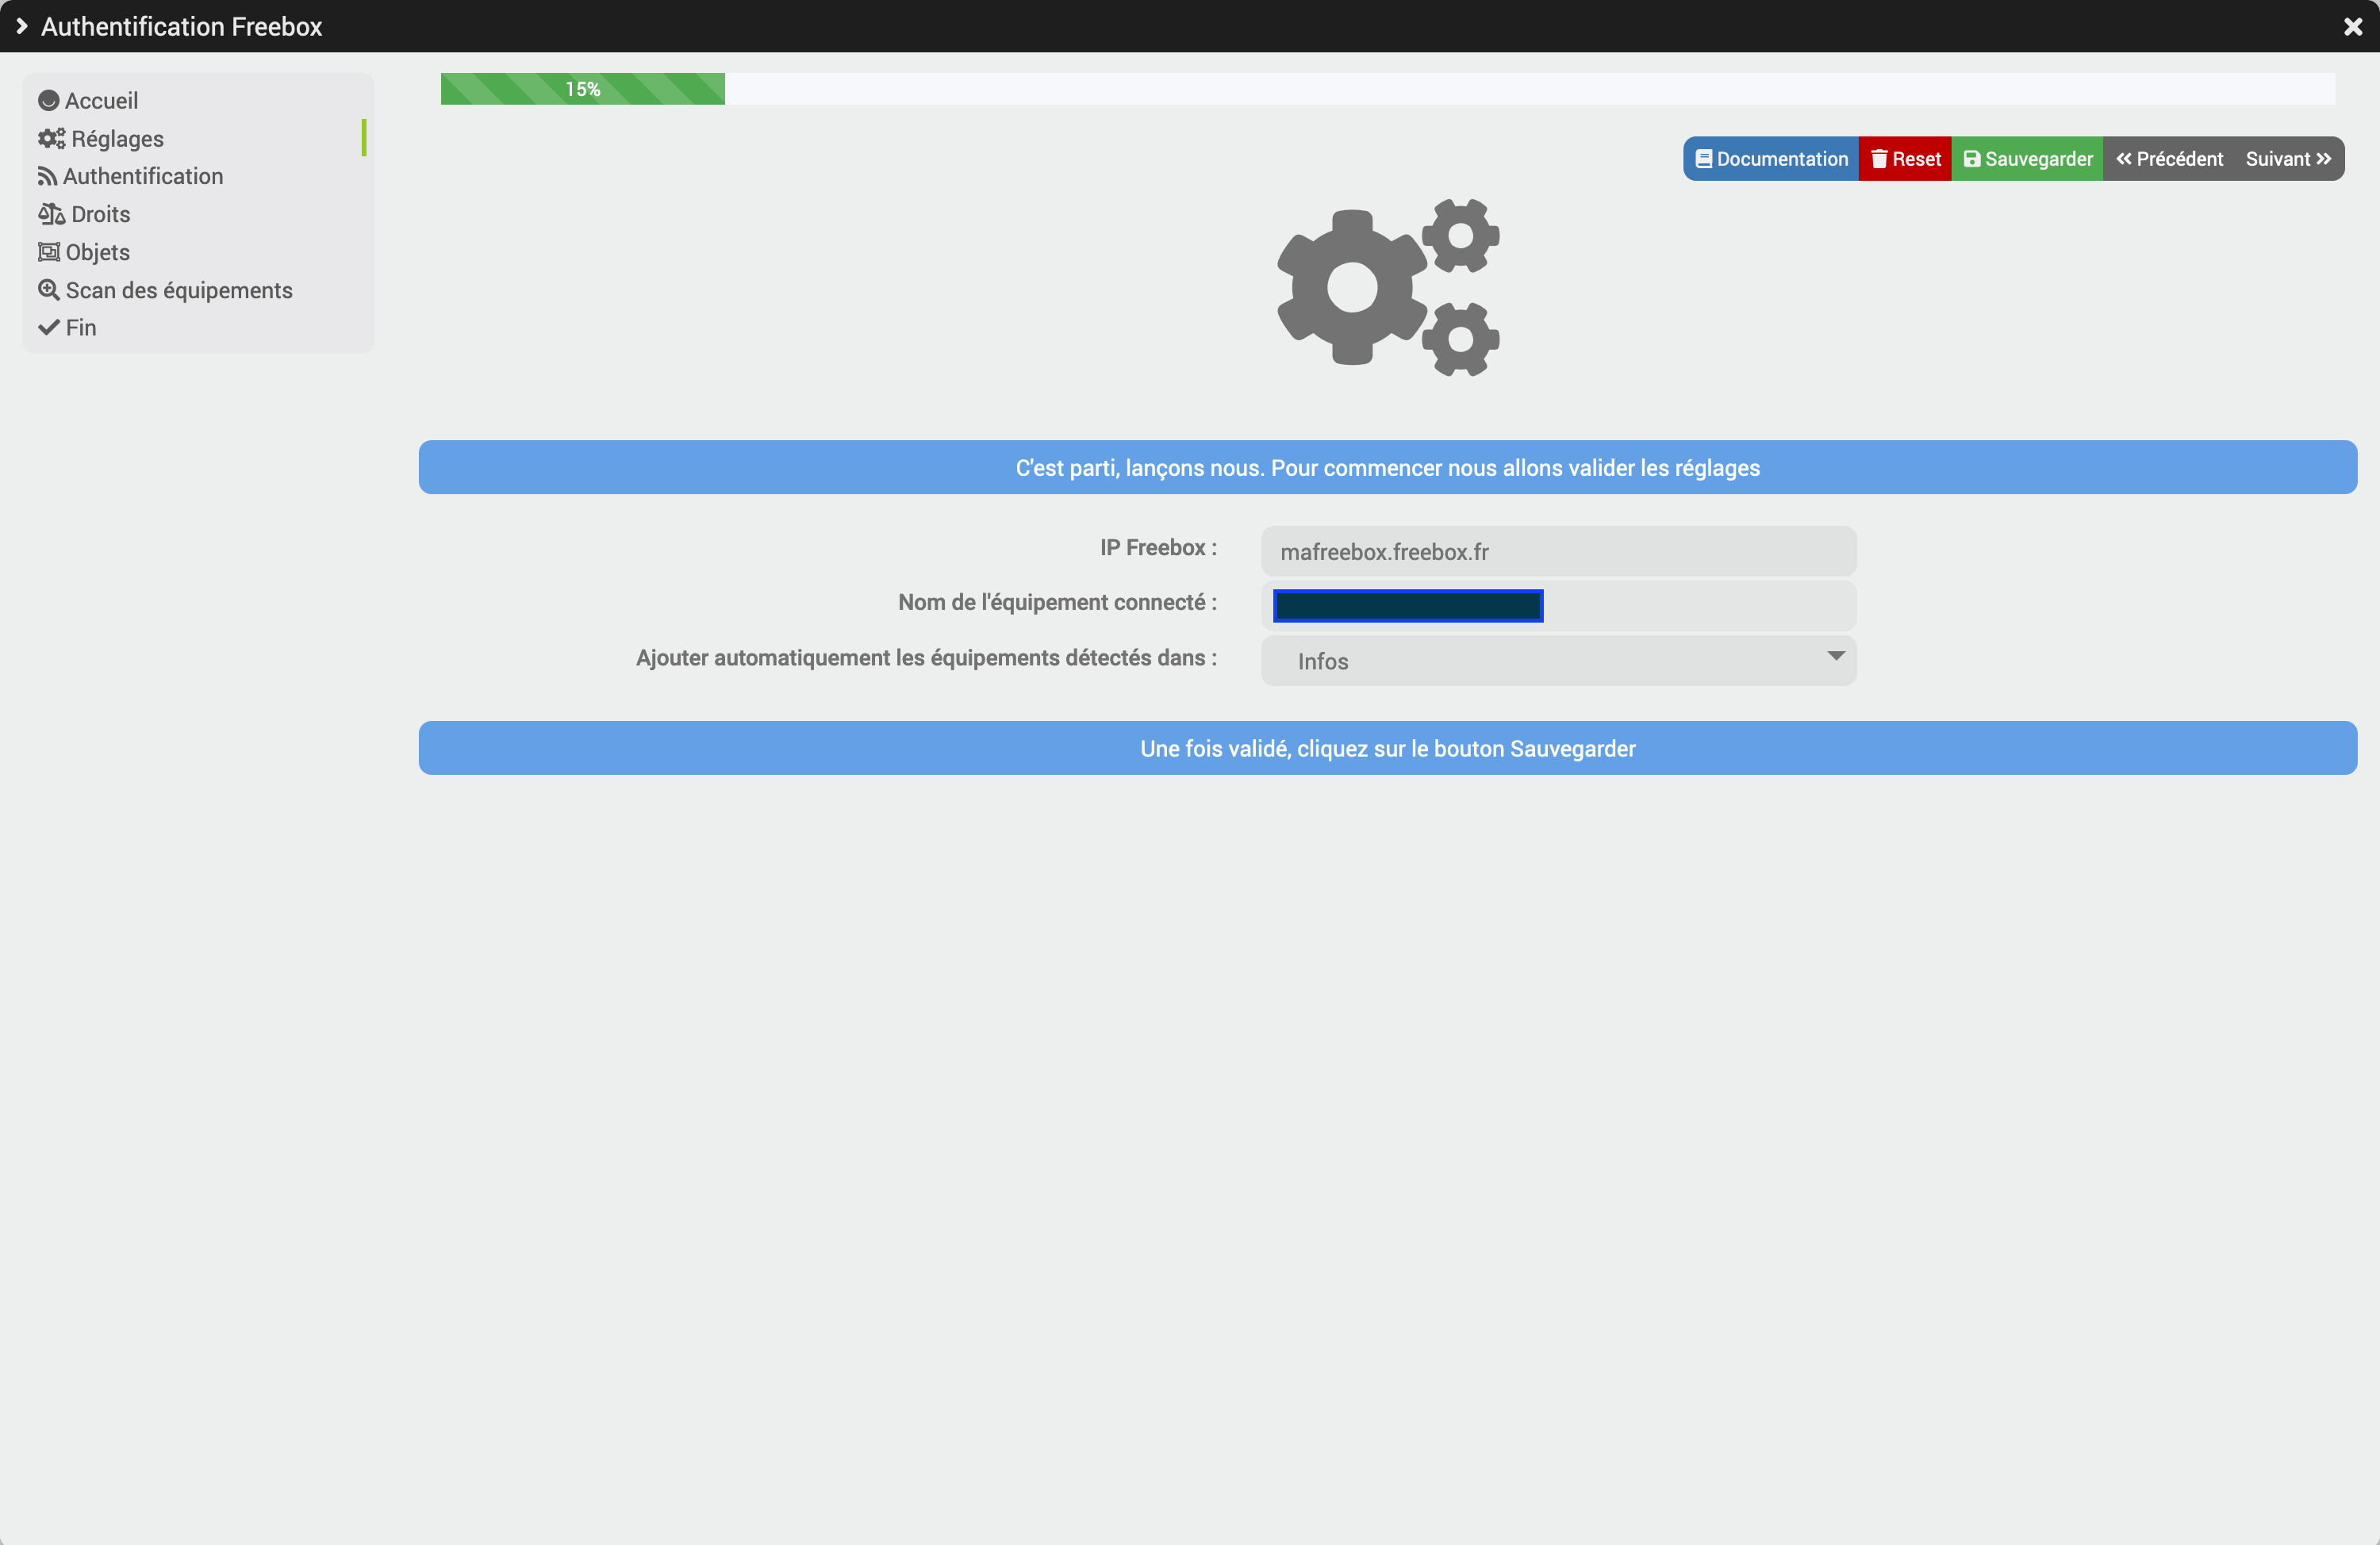 Authentification Freebox
Accueil
Réglages
Authentification
Droits
Objets
Scan des équipements
Fin
15%
Documentation Reset Sauvegarder Précédent Suivant
C'est parti, lançons nous. Pour commencer nous allons valider les réglages
IP Freebox : mafreebox.freebox.fr
Nom de l'équipement connecté :
Ajouter automatiquement les équipements détectés dans : Infos
Une fois validé, cliquez sur le bouton Sauvegarder